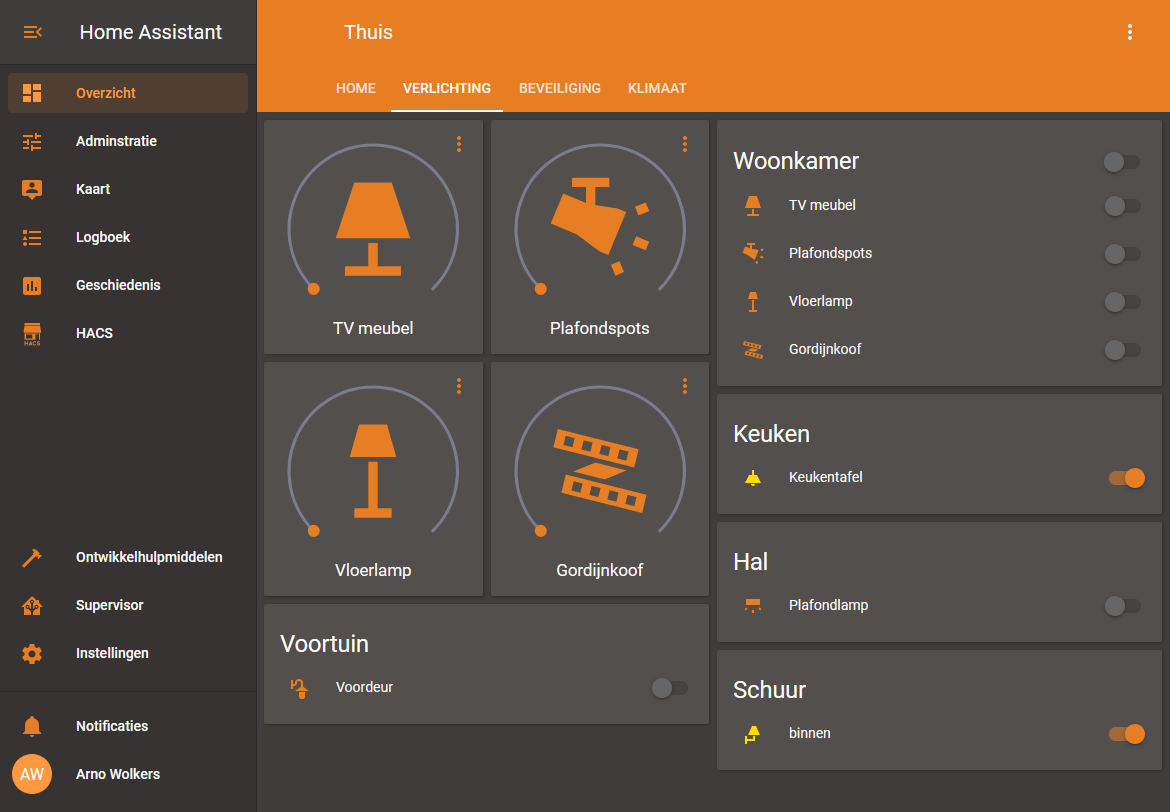 Home Assistant
Overzicht
Adminstratie
Kaart
Logboek
Geschiedenis
HACS
HACS
Ontwikkelhulpmiddelen
Supervisor
Instellingen
Notificaties
AW
Arno Wolkers
Thuis
HOME VERLICHTING BEVEILIGING KLIMAAT
TV meubel
Plafondspots
Vloerlamp
Gordijnkoof
Voortuin
Voordeur
Woonkamer
TV meubel
Plafondspots
Vloerlamp
Gordijnkoof
Keuken
Keukentafel
Hal
Plafondlamp
Schuur
binnen